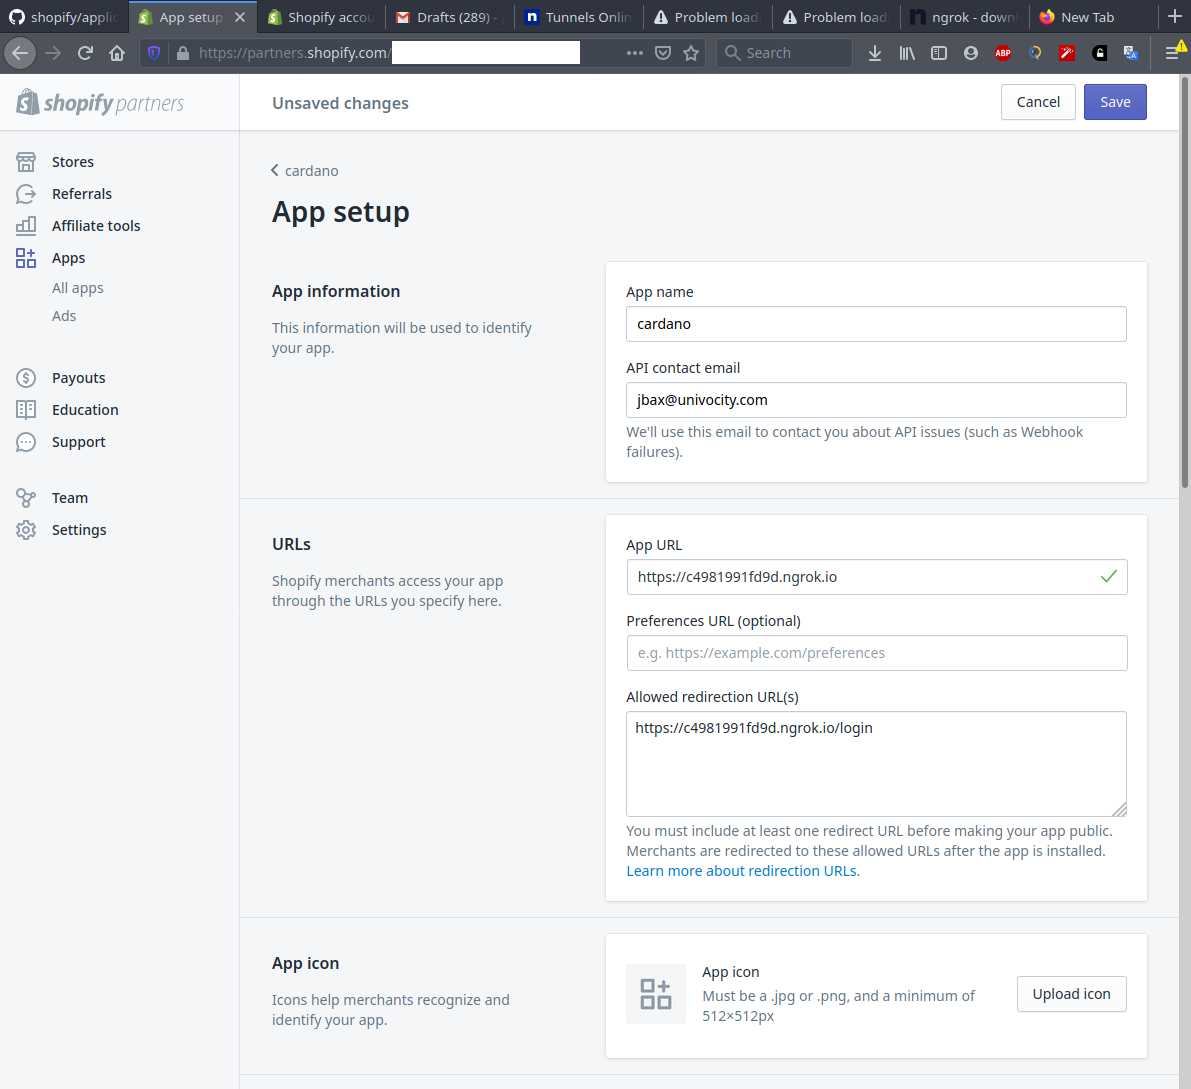 shopify/applic
App setup
Shopify accou
Drafts (289) -
Tunnels Onlin
Problem loadi
Problem load
ngrok - down
New Tab
https://partners.shopify.com/
Search
ABP
shopify partners
Unsaved changes
Cancel
Save
Stores
Referrals
Affiliate tools
Apps
All apps
Ads
Payouts
Education
Support
Team
Settings
cardano
App setup
App information
This information will be used to identify
your app.
App name
cardano
API contact email
jbax@univocity.com
We'll use this email to contact you about API issues (such as Webhook
failures).
URLs
Shopify merchants access your app
through the URLs you specify here.
App URL
https://c4981991fd9d.ngrok.io
Preferences URL (optional)
e.g. https://example.com/preferences
Allowed redirection URL(s)
https://c4981991fd9d.ngrok.io/login
You must include at least one redirect URL before making your app public.
Merchants are redirected to these allowed URLs after the app is installed.
Learn more about redirection URLs.
App icon
Icons help merchants recognize and
identify your app.
App icon
Must be a .jpg or .png, and a minimum of
512×512px
Upload icon